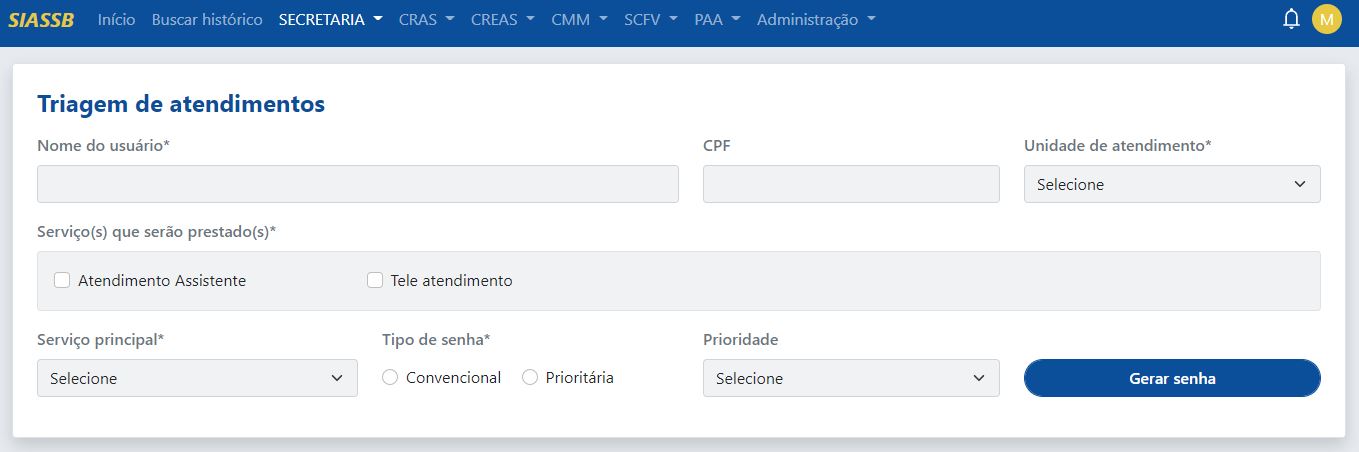 SIASSB Início Buscar histórico SECRETARIA CRAS CREAS CMM SCFV PAA Administração M
Triagem de atendimentos
Nome do usuário* CPF Unidade de atendimento*
Selecione
Serviço(s) que serão prestado(s)*
Atendimento Assistente Tele atendimento
Serviço principal* Tipo de senha* Prioridade
Selecione Convencional Prioritária Selecione Gerar senha